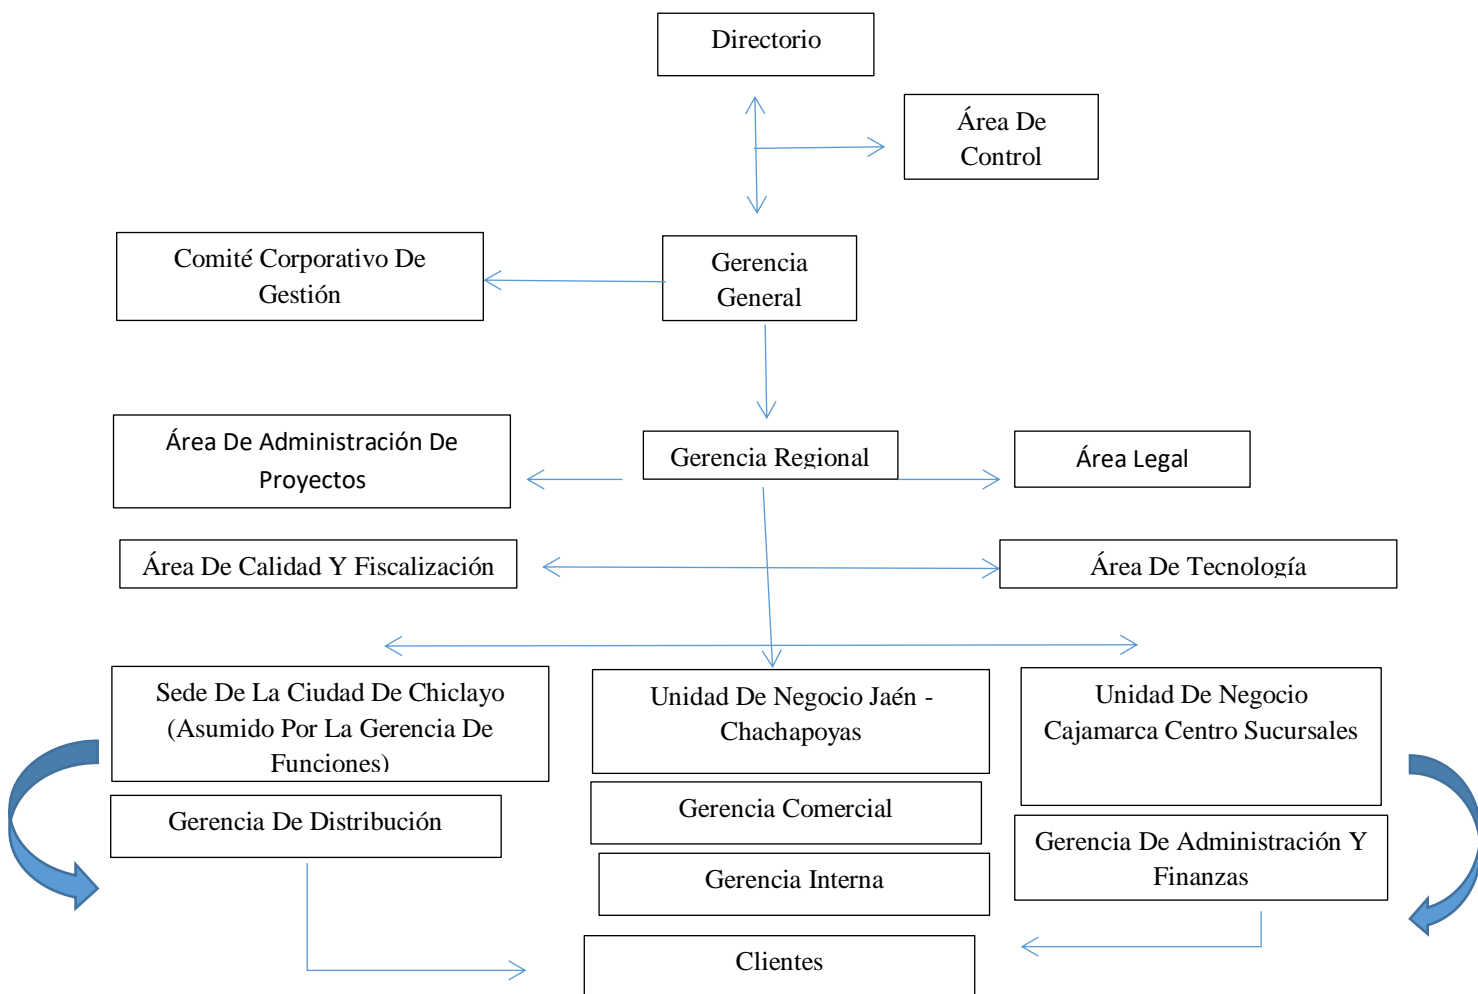 Directorio
Área De
Control
Comité Corporativo De
Gestión
Gerencia
General
Área De Administración De
Proyectos
Gerencia Regional
Área Legal
Área De Calidad Y Fiscalización
Área De Tecnología
Sede De La Ciudad De Chiclayo
(Asumido Por La Gerencia De
Funciones)
Unidad De Negocio Jaén -
Chachapoyas
Unidad De Negocio
Cajamarca Centro Sucursales
Gerencia De Distribución
Gerencia Comercial
Gerencia De Administración Y
Finanzas
Gerencia Interna
Clientes